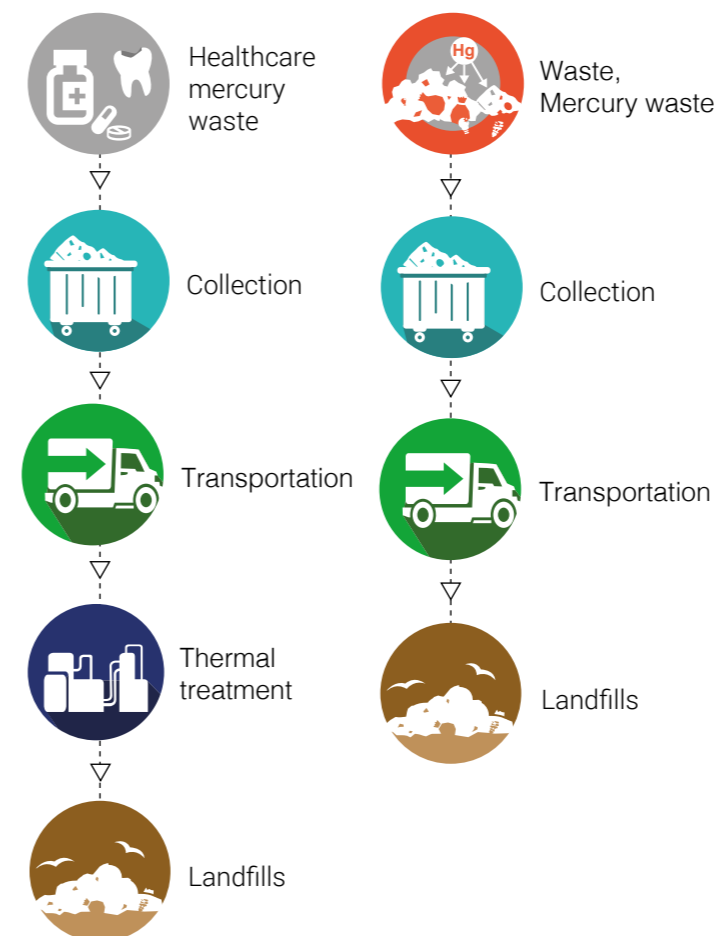 Healthcare
mercury
waste
Collection
Transportation
Thermal
treatment
Landfills
Hg
Waste,
Mercury waste
Collection
Transportation
Landfills